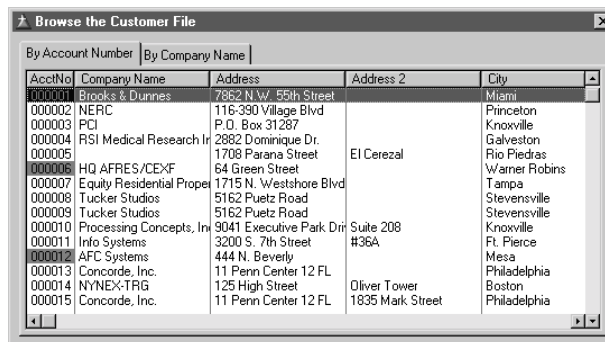 Browse the Customer File
By Account Number By Company Name
AcctNo Company Name Address Address 2 City
000001 Brooks & Dunnes 7862 N.W. 55th Street Miami
000002 NERC 116-390 Village Blvd Princeton
000003 PCI P.O. Box 31287 Knoxville
000004 RSI Medical Research In 2882 Dominique Dr. Galveston
000005 1708 Parana Street El Cerezal Rio Piedras
000006 HQ AFRES/CEXF 64 Green Street Warner Robins
000007 Equity Residential Proper 1715 N. Westshore Blvd Tampa
000008 Tucker Studios 5162 Puetz Road Stevensville
000009 Tucker Studios 5162 Puetz Road Stevensville
000010 Processing Concepts, In 9041 Executive Park Dri Suite 208 Knoxville
000011 Info Systems 3200 S. 7th Street #36A Ft. Pierce
000012 AFC Systems 444 N. Beverly Mesa
000013 Concorde, Inc. 11 Penn Center 12 FL Philadelphia
000014 NYNEX-TRG 125 High Street Oliver Tower Boston
000015 Concorde, Inc. 11 Penn Center 12 FL 1835 Mark Street Philadelphia